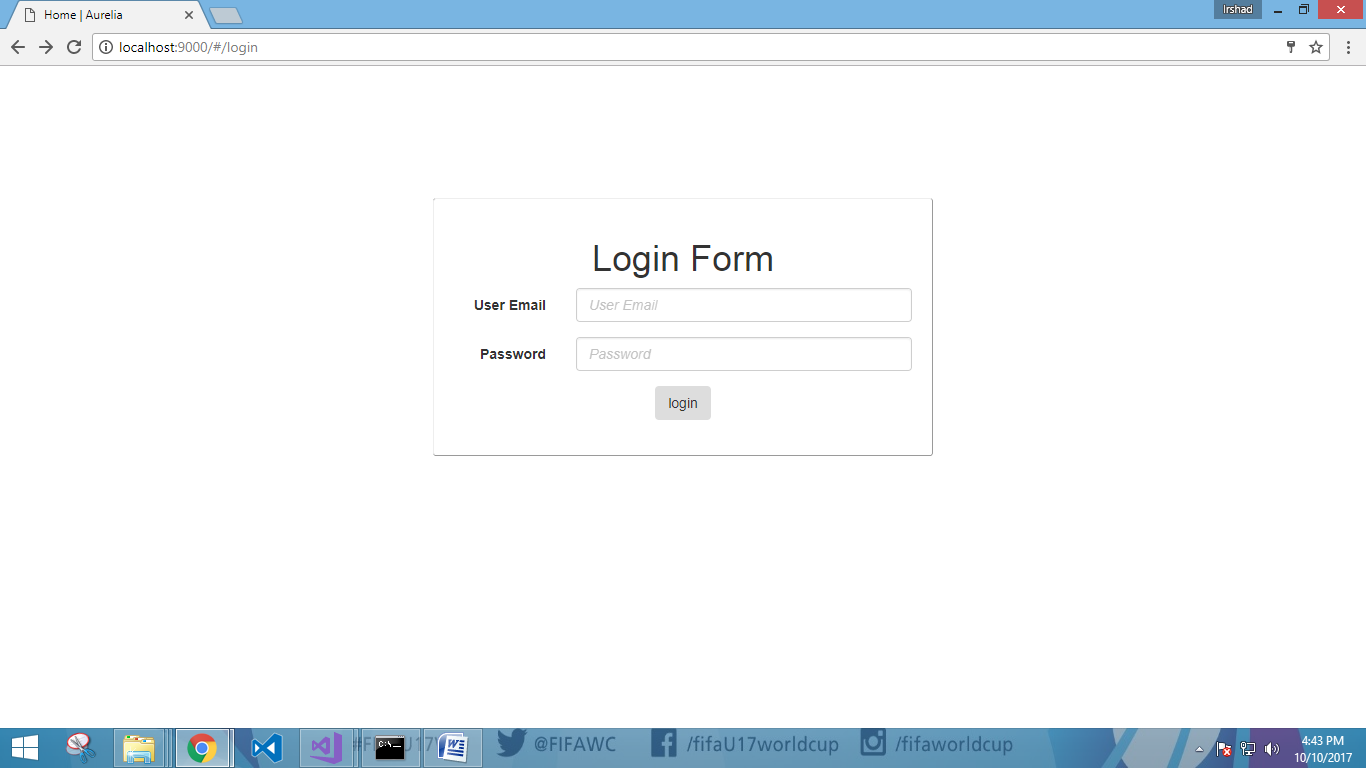 Home | Aurelia
Irshad
localhost:9000/#/login
Login Form
User Email User Email
Password Password
login
C:\
@FIFAWC /fifaU17worldcup /fifaworldcup
4:43 PM
10/10/2017